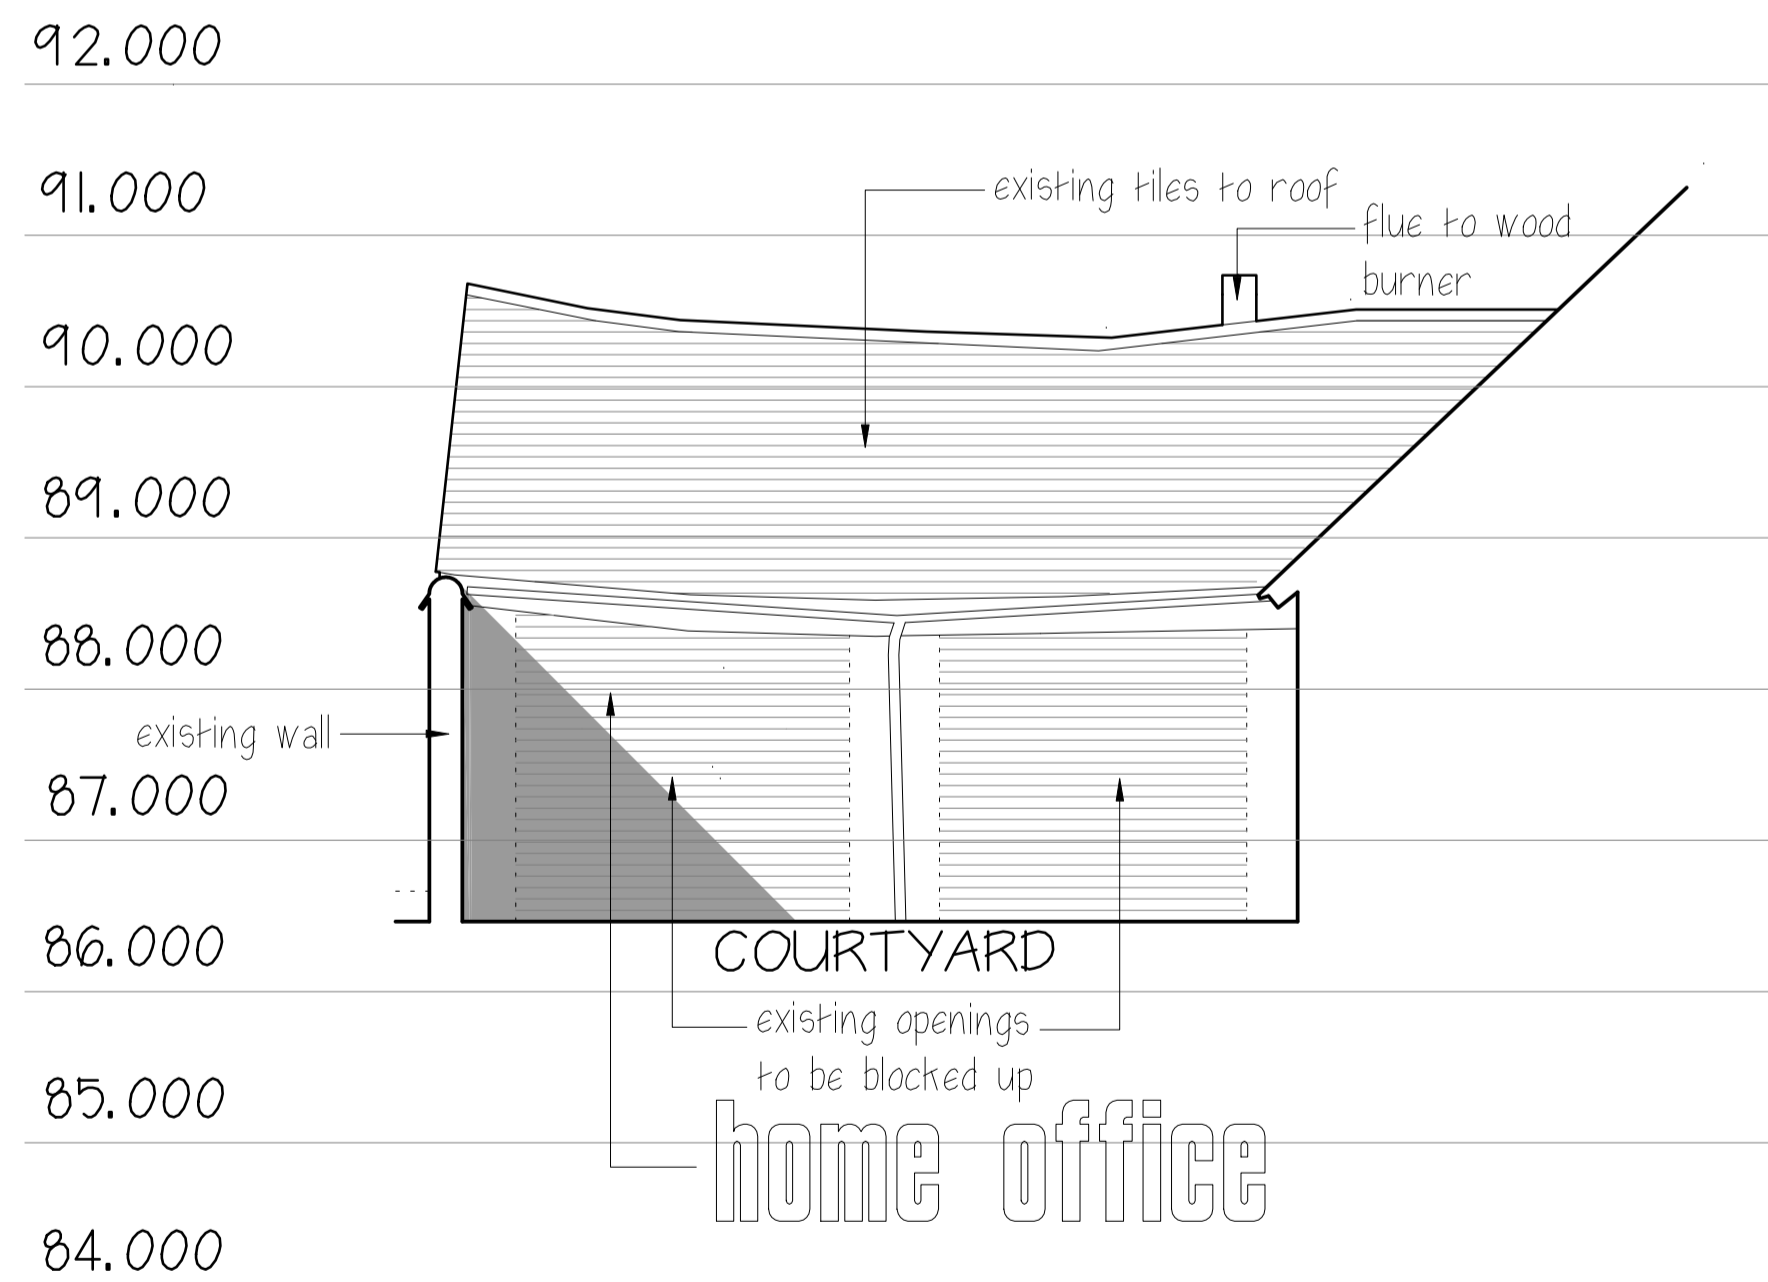 92.000
91.000
existing tiles to roof
flue to wood
burner
90.000
89.000
88.000
existing wall
87.000
86.000
COURTYARD
existing openings
to be blocked up
85.000
home office
84.000